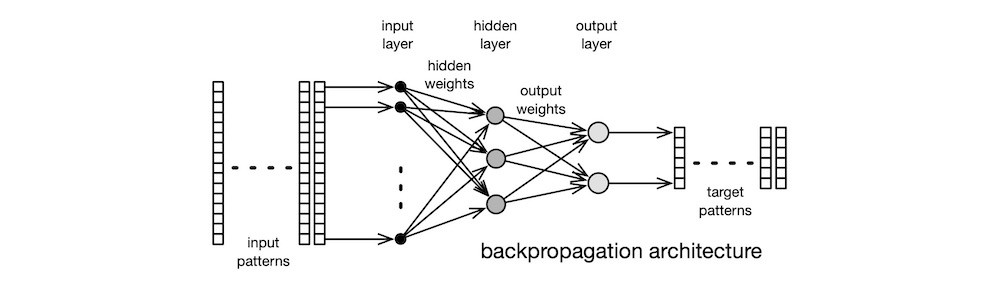 input
layer
hidden
layer
output
layer
hidden
weights
output
weights
input
patterns
target
patterns
backpropagation architecture